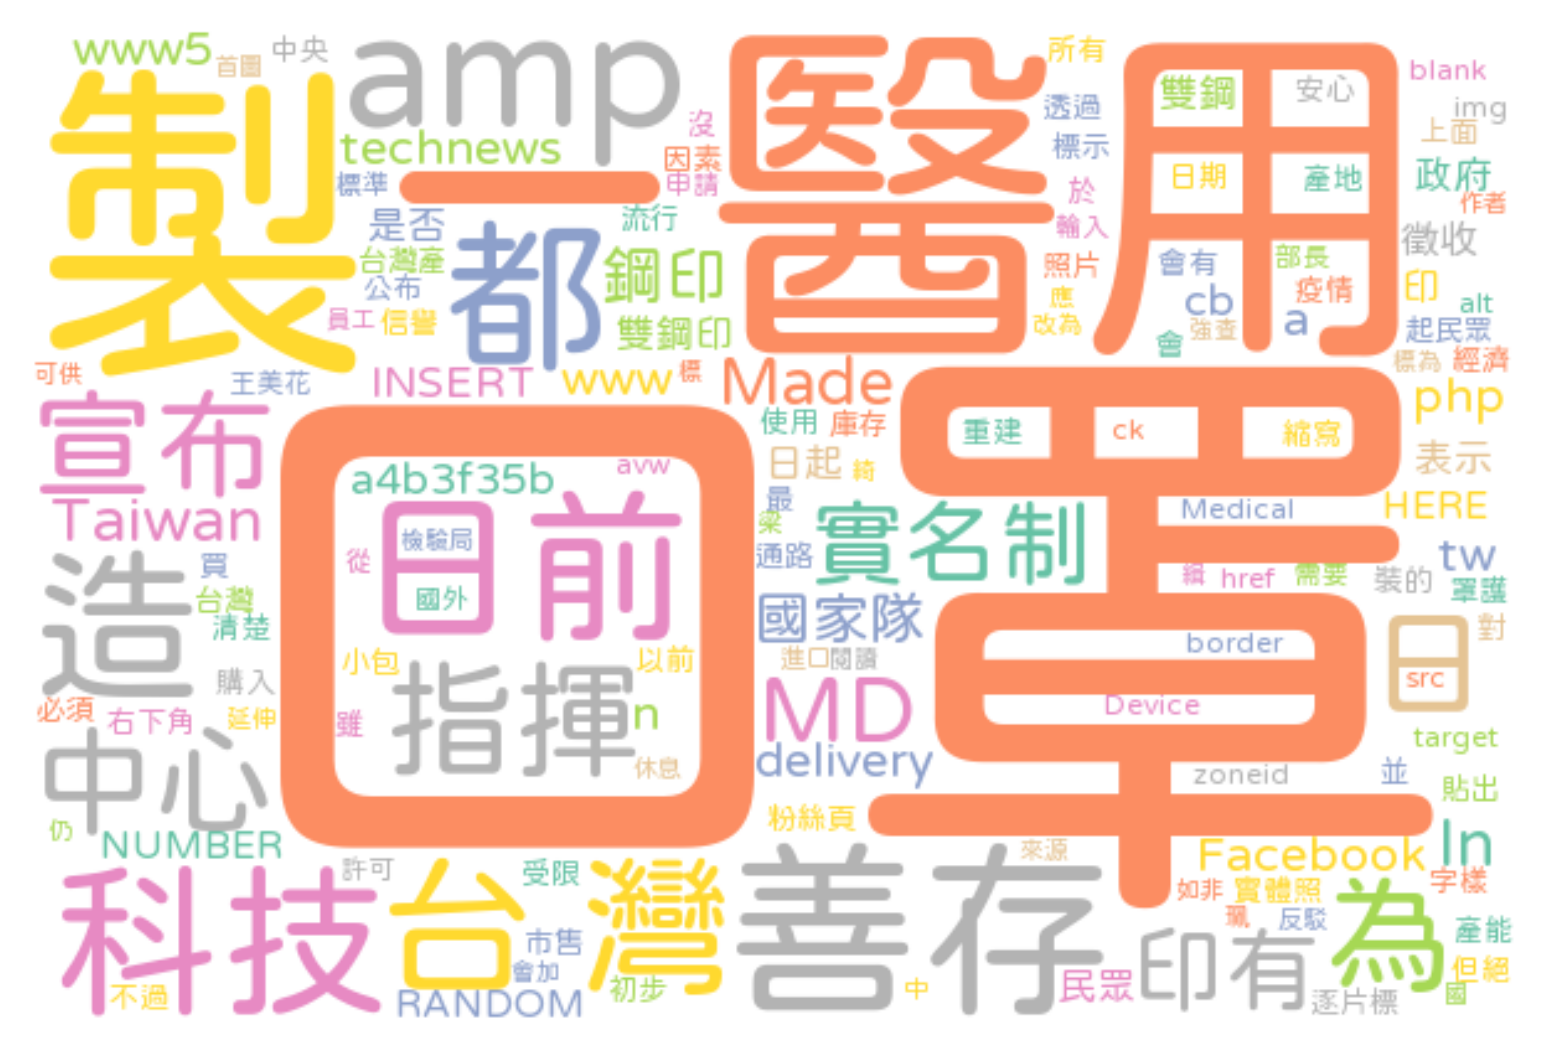 www5
首圖
中央
amp
製
technews
標準
一
沒
因素
申請
醫用
所有
透過
標示
於
輸入
雙鋼
安心
日期
產地
blank
img
上面
政府
作者
徵收
是否
流行
台灣產
公布
員工
信譽
都
鋼印
雙鋼印
照片
應
改為
會有
cb
強查
會
部長
疫情
a
印
alt
起民眾
標為
經濟
可供
王美花
INSERT
www
標
Made
宣布
Taiwan
口罩
a4b3f35b
avw
使用
庫存
日起
綺
最
梁
通路
重建
ck
縮寫
php
表示
HERE
Medical
目前
檢驗局
國外
從
實名制
tw
緝
href
需要
裝的
罩護
造
買
台灣
清楚
購入
必須
右下角
延伸
小包
以前
指揮
雖
n
休息
國家隊
進口
閱讀
border
Device
日
src
對
MD
delivery
target
zoneid
並
貼出
中心
仍
NUMBER
粉絲頁
Facebook
In
科技
許可
台灣
受限
善存
來源
如非
實體照
字樣
珮
反駁
為
產能
但絕
國
市售
會加
初步
不過
RANDOM
中
民眾
印有
逐片標